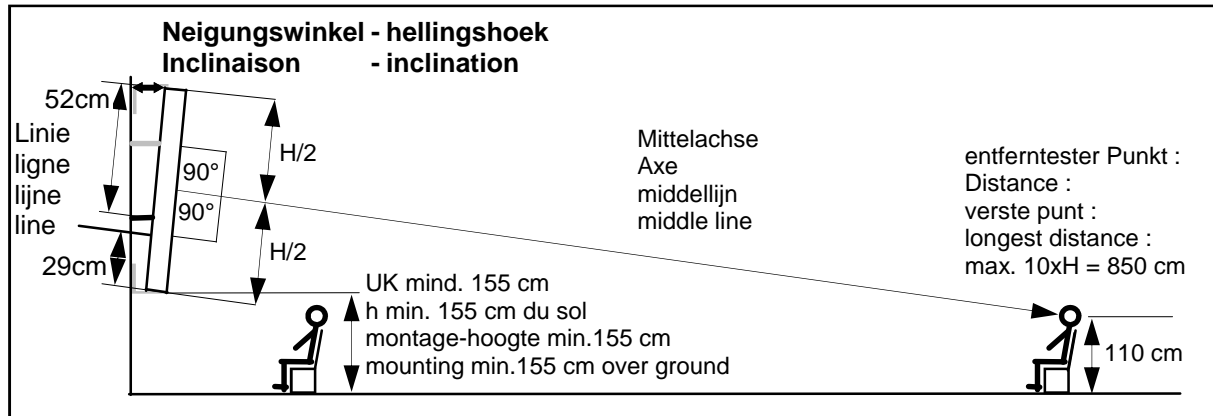 Neigungswinkel - hellingshoek
Inclinaison - inclination
52cm
Linie
ligne
lijne
line
29cm
H/2
90°
90°
H/2
Mittelachse
Axe
middellijn
middle line
entferntester Punkt :
Distance :
verste punt :
longest distance :
max. 10xH = 850 cm
UK mind. 155 cm
h min. 155 cm du sol
montage-hoogte min.155 cm
mounting min.155 cm over ground
110 cm